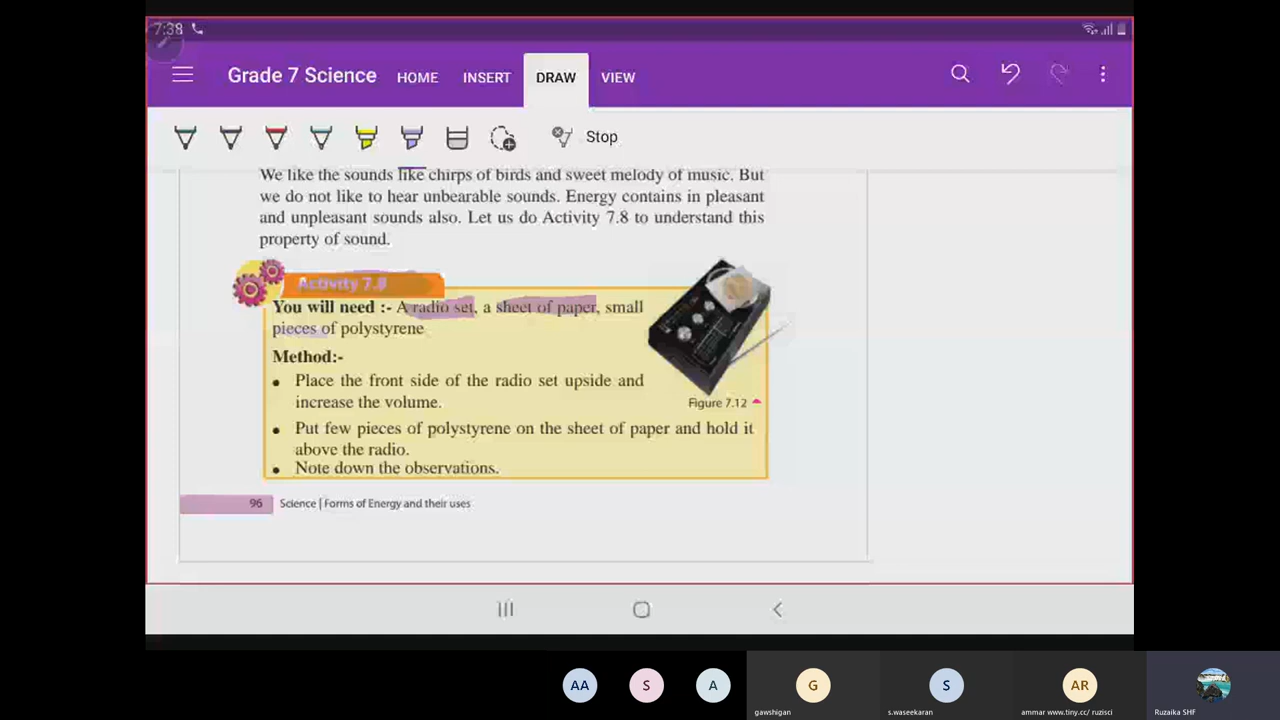 7:38
Grade 7 Science HOME INSERT DRAW VIEW
Stop
We like the sounds like chirps of birds and sweet melody of music. But
we do not like to hear unbearable sounds. Energy contains in pleasant
and unpleasant sounds also. Let us do Activity 7.8 to understand this
property of sound.
Activity 7.8
You will need :- A radio set, a sheet of paper, small
pieces of polystyrene
Method:-
• Place the front side of the radio set upside and
increase the volume.
Figure 7.12
• Put few pieces of polystyrene on the sheet of paper and hold it
above the radio.
• Note down the observations.
96 Science | Forms of Energy and their uses
AA S A G S AR
gawshigan s.waseekaran ammar www.tiny.cc/ ruzisci Ruzaika SHF